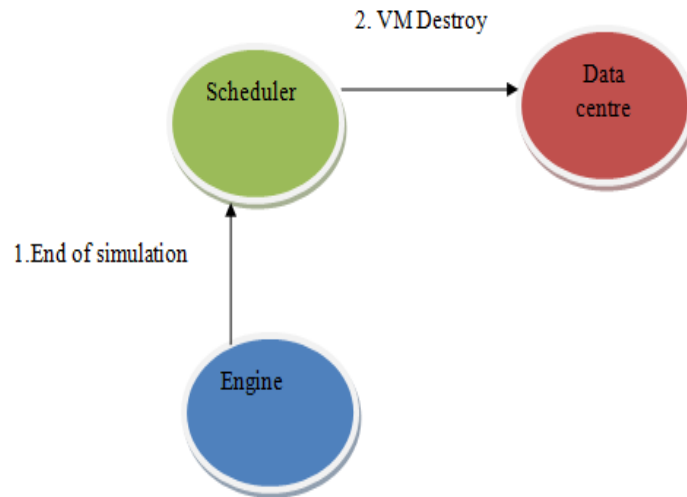 2. VM Destroy
Scheduler
Data
centre
1.End of simulation
Engine